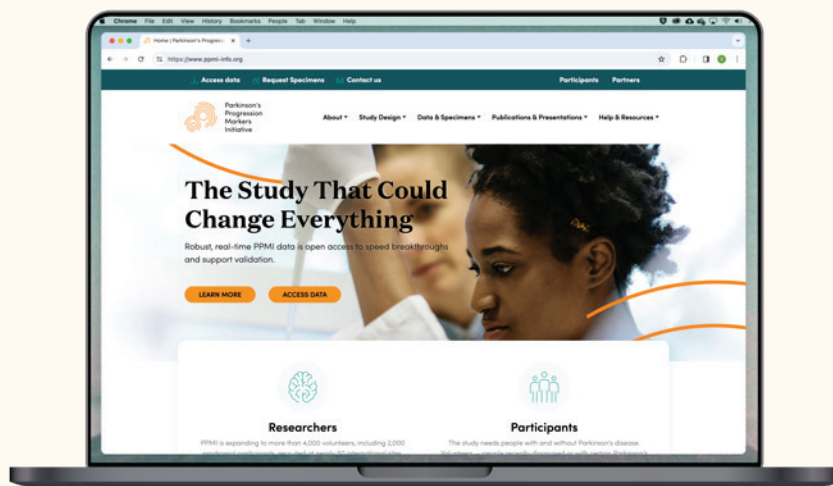 Chrome File Edit View History Bookmarks People Tab Window Help
Home | Parkinson's Progress
https://www.ppmi-info.org
Access data Request Specimens Contact us Participants Partners
Parkinson's
Progression
Markers
Initiative
About Study Design Data & Specimens Publications & Presentations Help & Resources
The Study That Could
Change Everything
Robust, real-time PPMI data is open access to speed breakthroughs
and support validation.
LEARN MORE ACCESS DATA
Researchers
PPMI is expanding to more than 4,000 volunteers, including 2,000
Participants
The study needs people with and without Parkinson's disease.